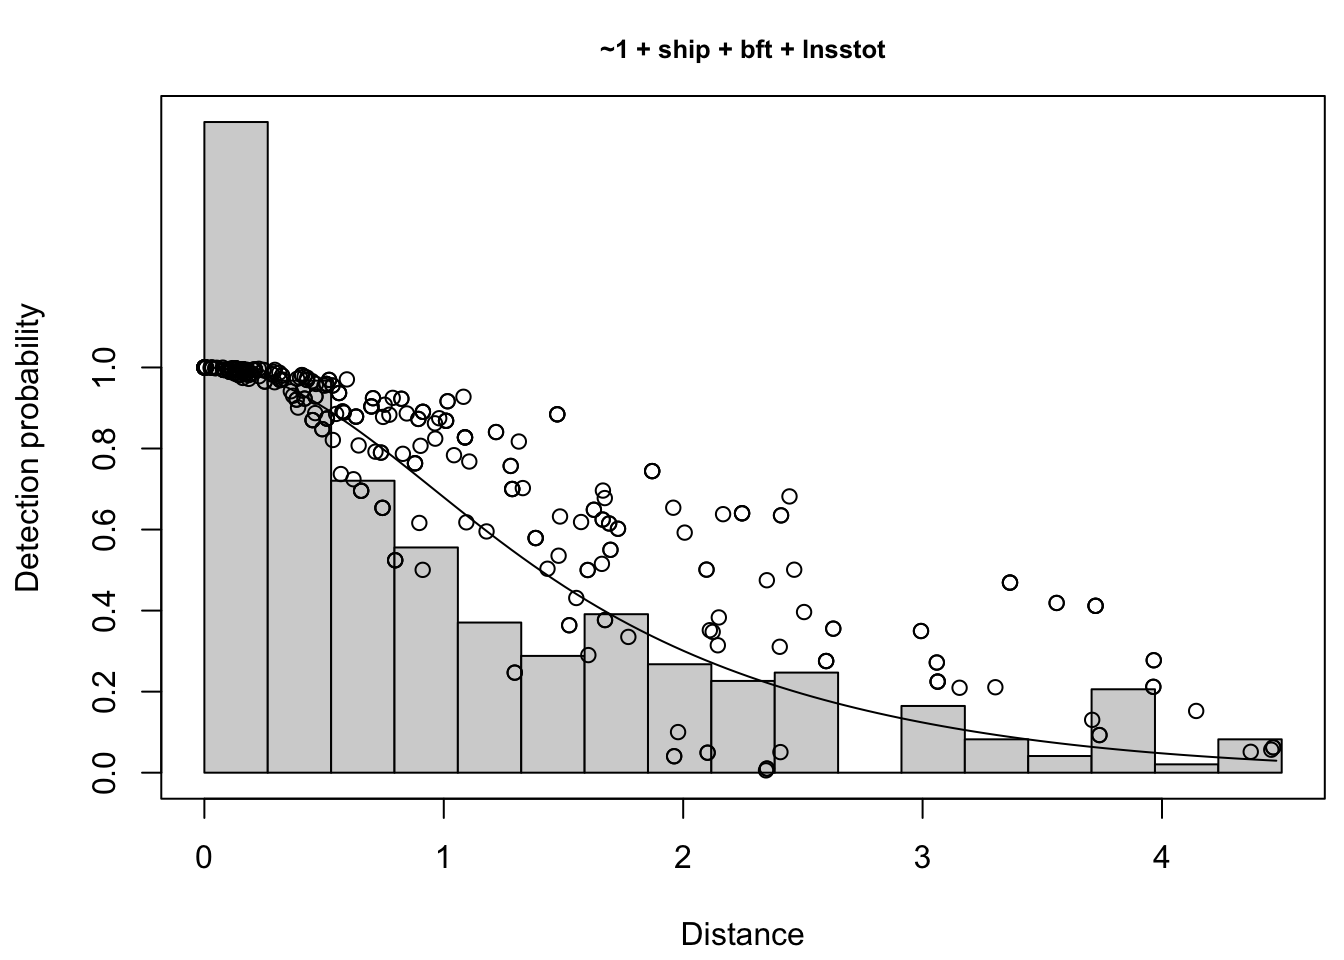 ~1 + ship + bft + lnsstot
Detection probability
1.0
0.8
0.6
0.4
0.2
0.0
0 1 2 3 4
Distance